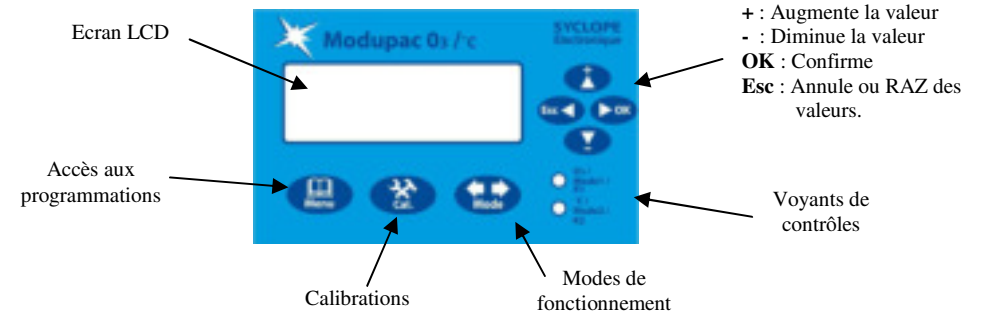 + : Augmente la valeur
- : Diminue la valeur
OK : Confirme
Esc : Annule ou RAZ des
valeurs.
Ecran LCD
SYCLOPE
Electronique
Modupac O3 /°c
Esc
OK
Accès aux
programmations
Menu
Cal.
Mode
Voyants de
contrôles
Calibrations
Modes de
fonctionnement